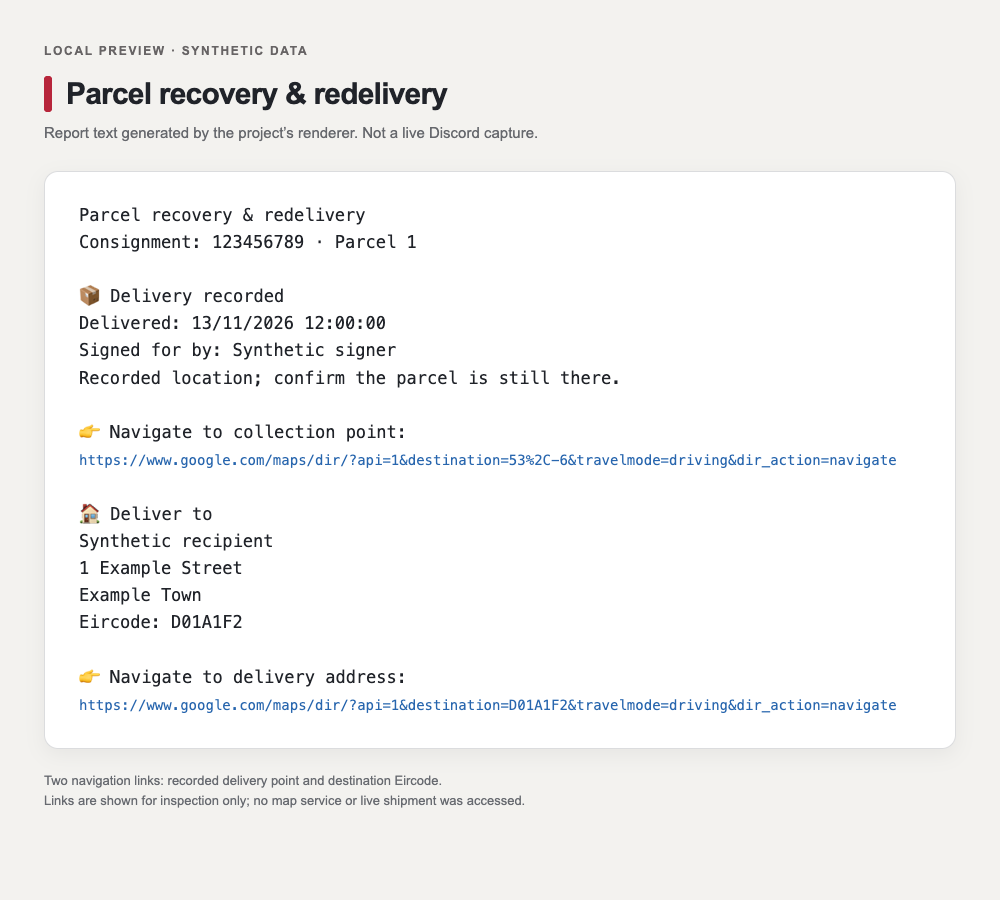 LOCAL PREVIEW · SYNTHETIC DATA
Parcel recovery & redelivery
Report text generated by the project's renderer. Not a live Discord capture.
Parcel recovery & redelivery
Consignment: 123456789 · Parcel 1
📦 Delivery recorded
Delivered: 13/11/2026 12:00:00
Signed for by: Synthetic signer
Recorded location; confirm the parcel is still there.
👉 Navigate to collection point:
https://www.google.com/maps/dir/?api=1&destination=53%2C-6&travelmode=driving&dir_action=navigate
🏠 Deliver to
Synthetic recipient
1 Example Street
Example Town
Eircode: D01A1F2
👉 Navigate to delivery address:
https://www.google.com/maps/dir/?api=1&destination=D01A1F2&travelmode=driving&dir_action=navigate
Two navigation links: recorded delivery point and destination Eircode.
Links are shown for inspection only; no map service or live shipment was accessed.